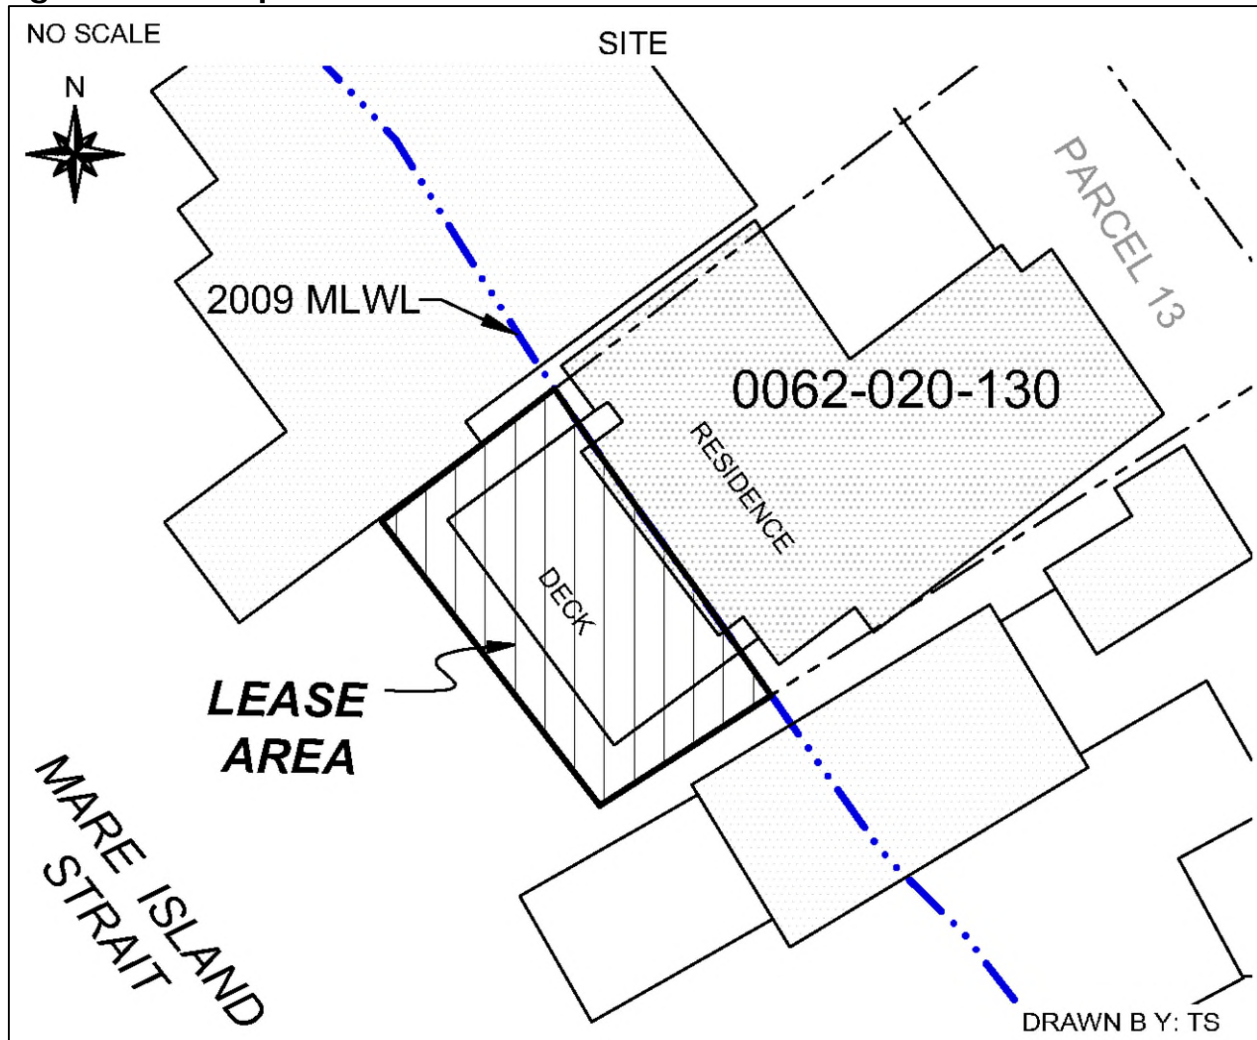 NO SCALE
SITE
N
PARCEL 13
2009 MLWL
0062-020-130
RESIDENCE
DECK
LEASE
AREA
MARE ISLAND
STRAIT
DRAWN B Y: TS